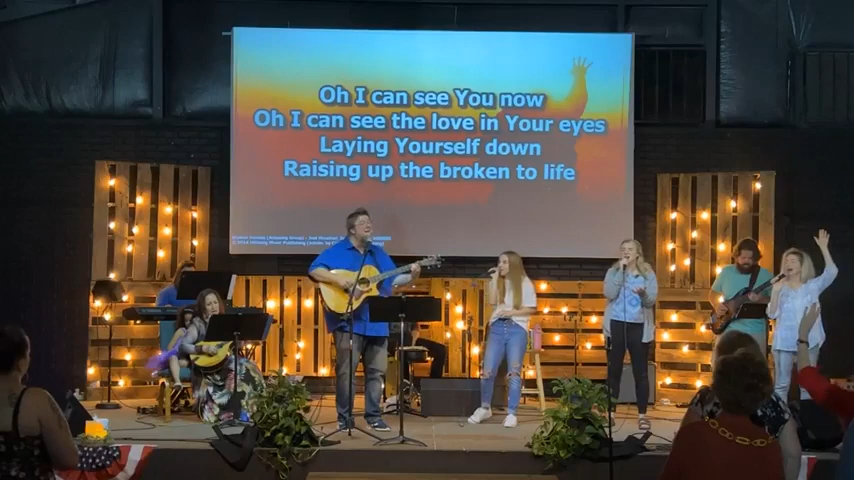 Oh I can see You now
Oh I can see the love in Your eyes
Laying Yourself down
Raising up the broken to life